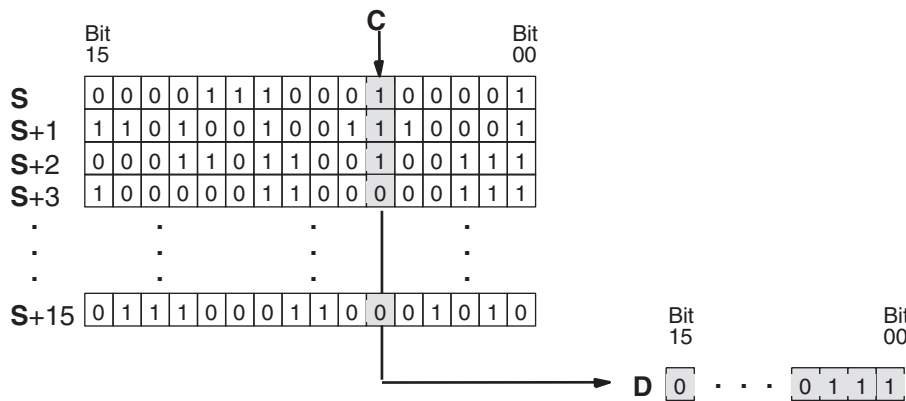 C
Bit Bit
15 00
S 0 0 0 0 1 1 1 0 0 0 1 0 0 0 0 1
S+1 1 1 0 1 0 0 1 0 0 1 1 1 0 0 0 1
S+2 0 0 0 1 1 0 1 1 0 0 1 0 0 1 1 1
S+3 1 0 0 0 0 0 1 1 0 0 0 0 0 1 1 1
. . . .
. . . .
. . . .
S+15 0 1 1 1 0 0 0 1 1 0 0 0 1 0 1 0
Bit Bit
15 00
D 0 . . . 0 1 1 1